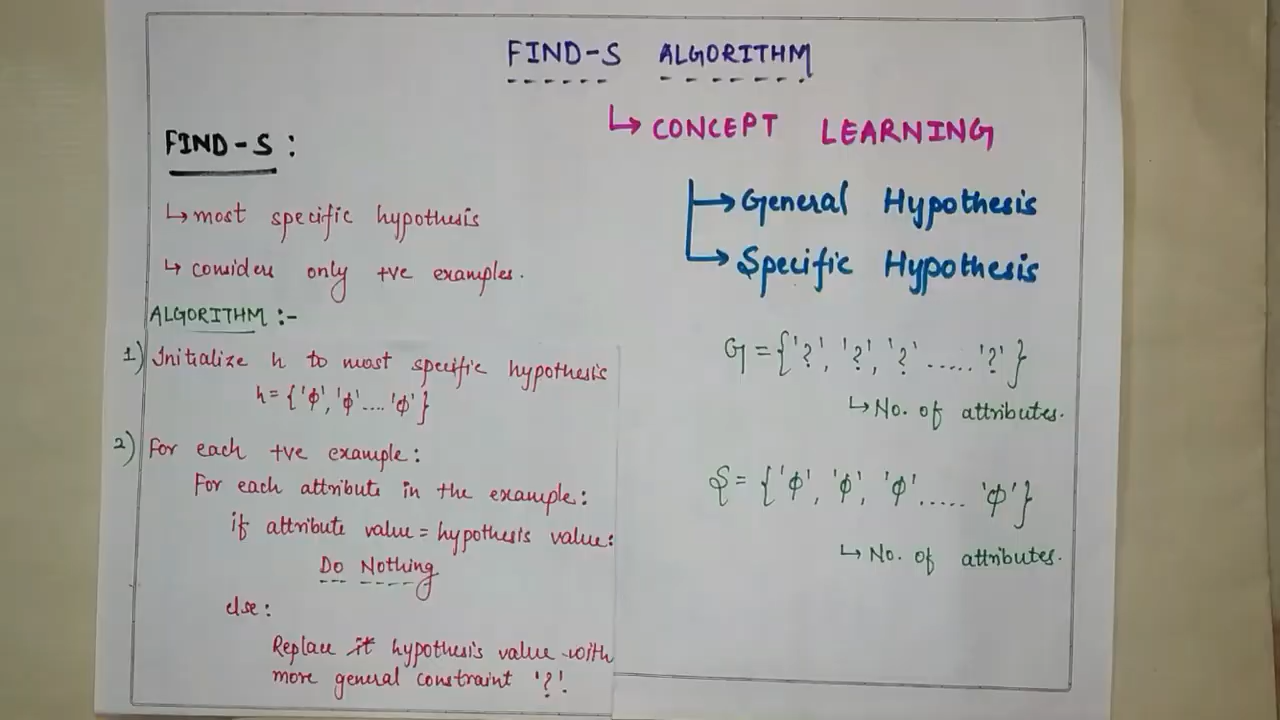 FIND-S ALGORITHM
↳ CONCEPT LEARNING
FIND-S :
↳ most specific hypothesis
↳ considers only +ve examples.
ALGORITHM :-
1) Initialize h to most specific hypothesis
h = {'ϕ', 'ϕ' .... 'ϕ'}
2) For each +ve example:
For each attribute in the example:
if attribute value = hypothesis value:
Do Nothing
else:
Replace it hypothesis value with
more general constraint '?'.
→ General Hypothesis
→ Specific Hypothesis
G = {'?', '?', '?' ..... '?'}
↳ No. of attributes.
S = {'ϕ', 'ϕ', 'ϕ' ..... 'ϕ'}
↳ No. of attributes.